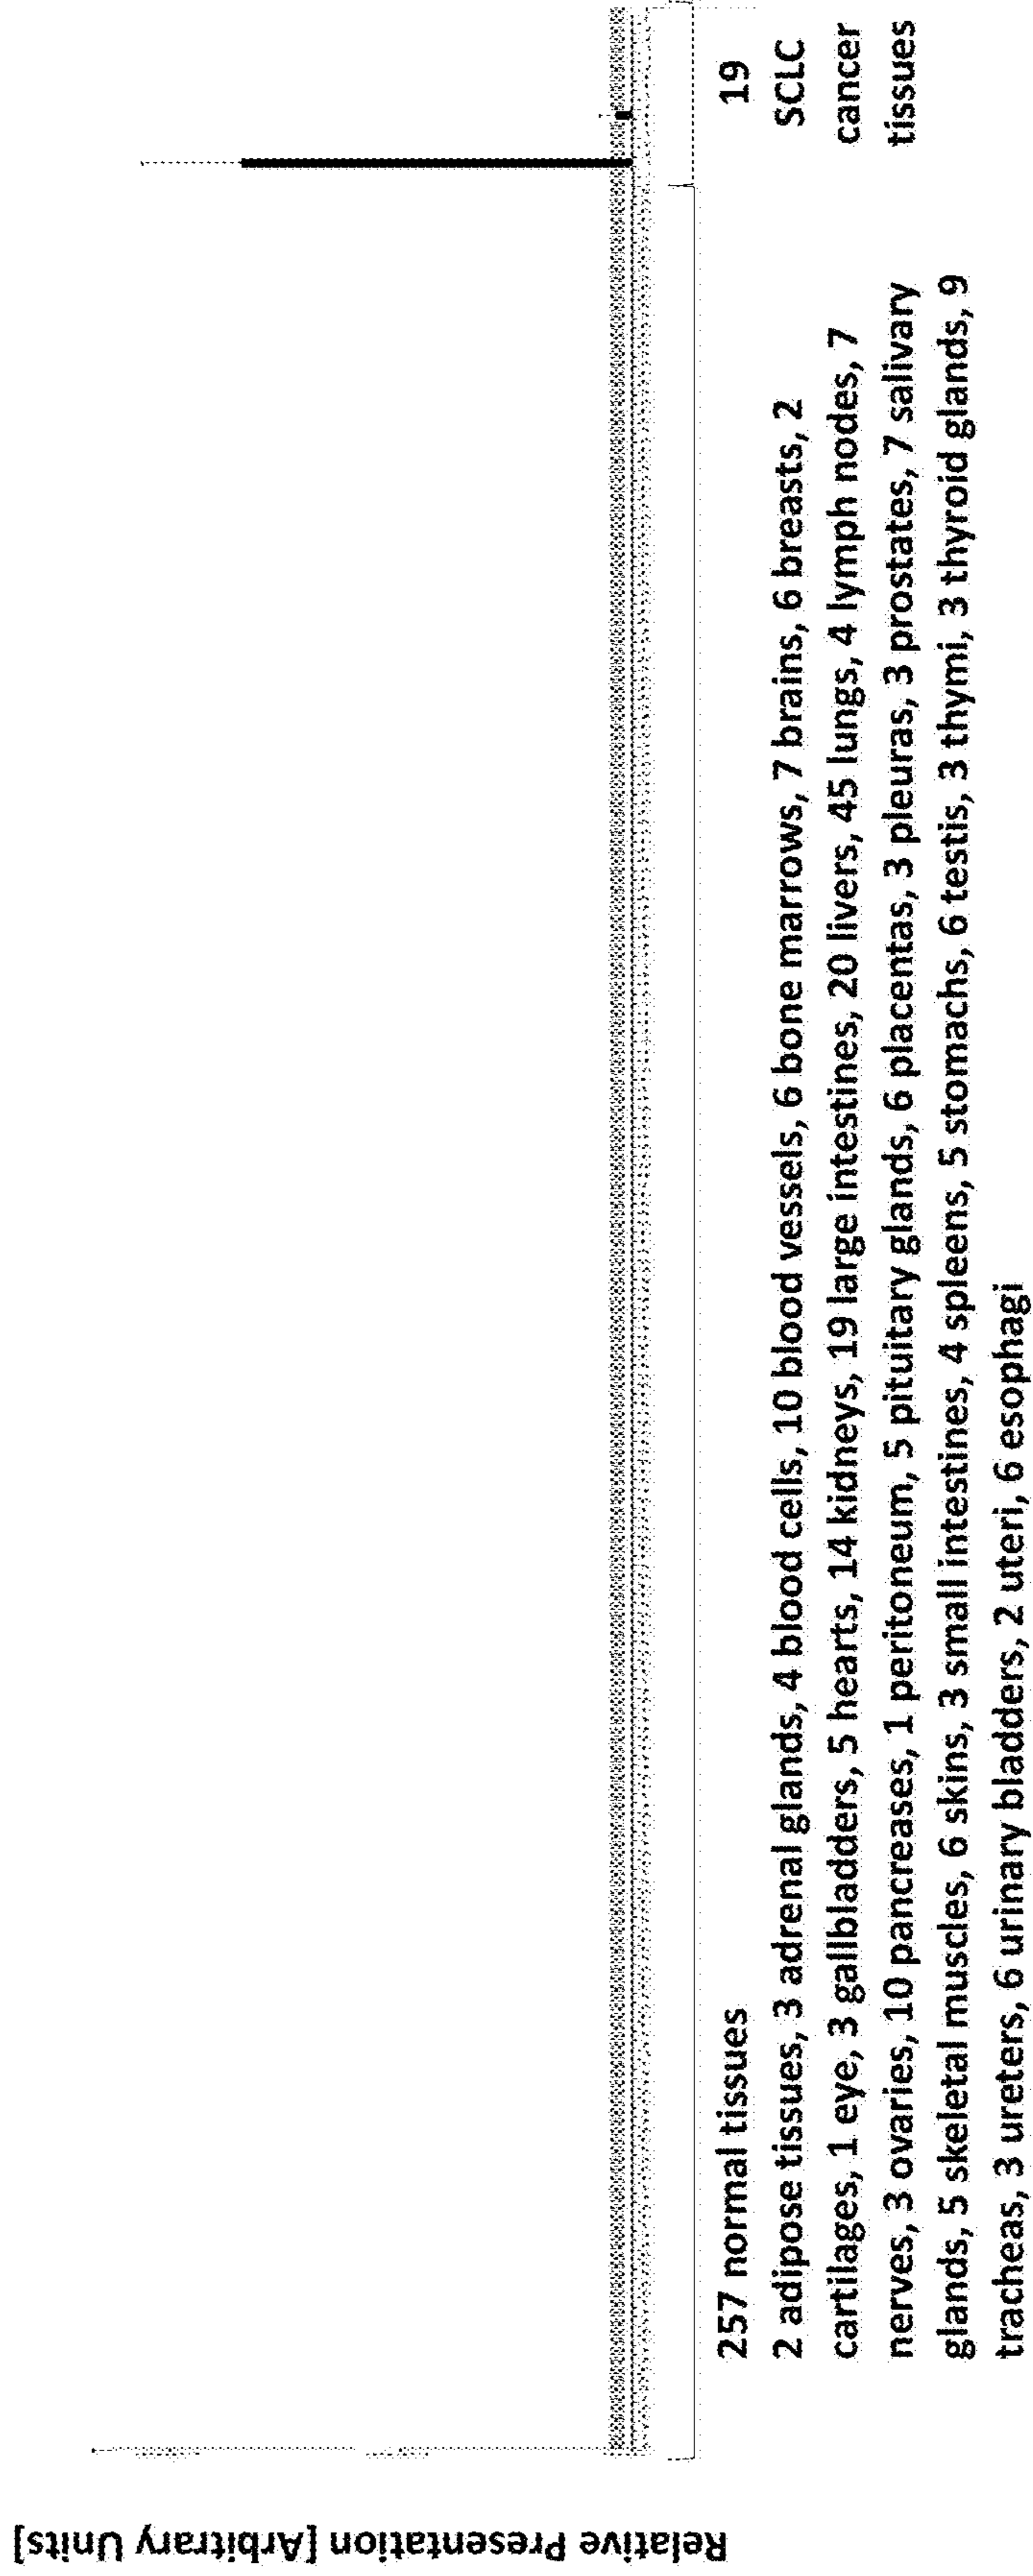 Relative Presentation [Arbitrary Units]
257 normal tissues
2 adipose tissues, 3 adrenal glands, 4 blood cells, 10 blood vessels, 6 bone marrows, 7 brains, 6 breasts, 2
cartilages, 1 eye, 3 gallbladders, 5 hearts, 14 kidneys, 19 large intestines, 20 livers, 45 lungs, 4 lymph nodes, 7
nerves, 3 ovaries, 10 pancreases, 1 peritoneum, 5 pituitary glands, 6 placentas, 3 pleuras, 3 prostates, 7 salivary
glands, 5 skeletal muscles, 6 skins, 3 small intestines, 4 spleens, 5 stomachs, 6 testis, 3 thymi, 3 thyroid glands, 9
tracheas, 3 ureters, 6 urinary bladders, 2 uteri, 6 esophagi
19
SCLC
cancer
tissues